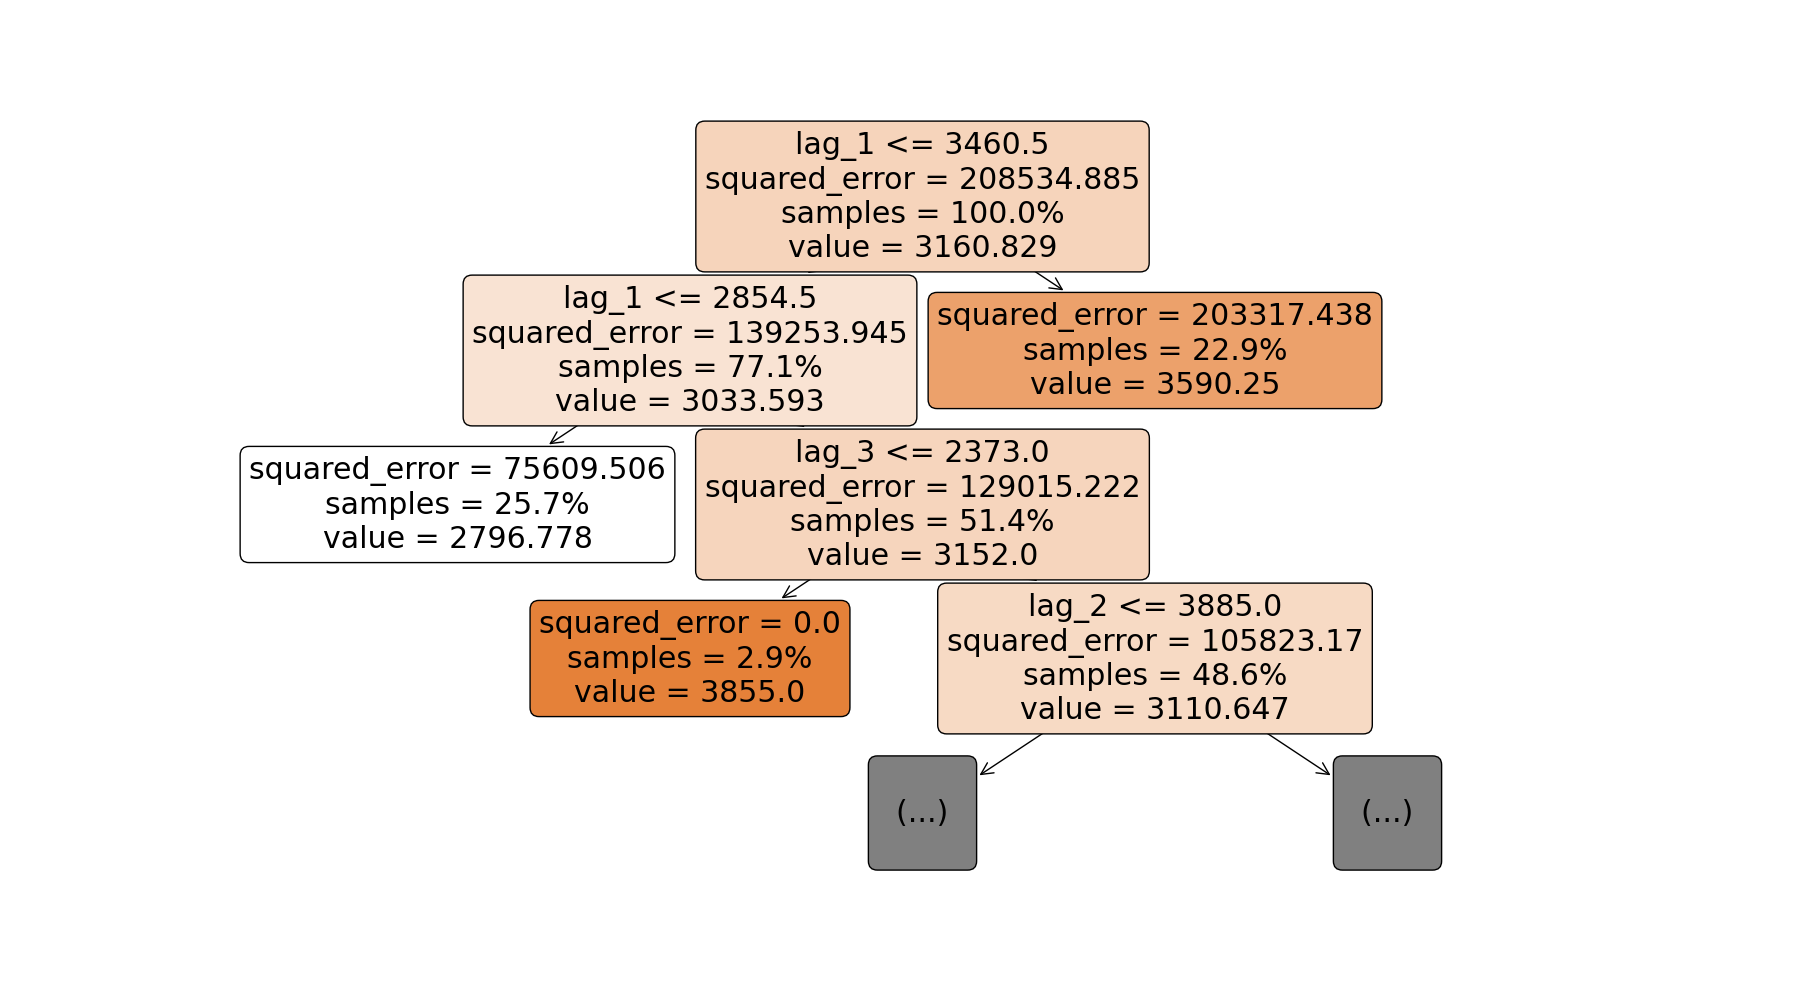 lag_1 <= 3460.5
squared_error = 208534.885
samples = 100.0%
value = 3160.829
lag_1 <= 2854.5
squared_error = 139253.945
samples = 77.1%
value = 3033.593
squared_error = 203317.438
samples = 22.9%
value = 3590.25
squared_error = 75609.506
samples = 25.7%
value = 2796.778
lag_3 <= 2373.0
squared_error = 129015.222
samples = 51.4%
value = 3152.0
squared_error = 0.0
samples = 2.9%
value = 3855.0
lag_2 <= 3885.0
squared_error = 105823.17
samples = 48.6%
value = 3110.647
(...)
(...)